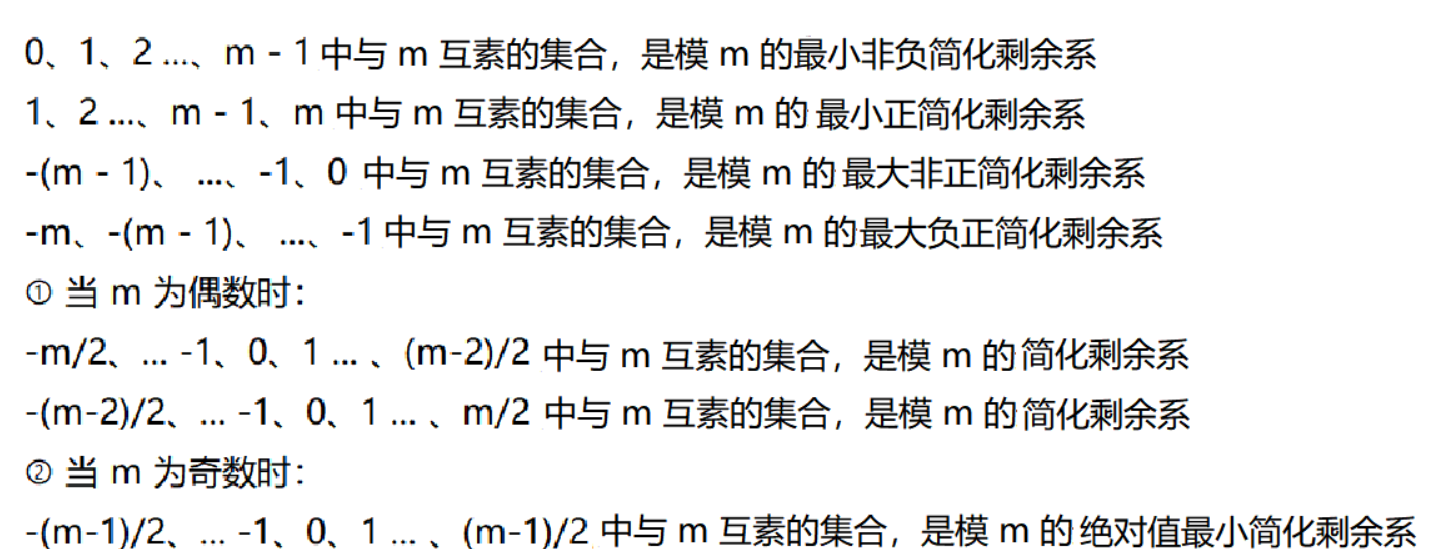 0、1、2 ...、m - 1 中与 m 互素的集合，是模 m 的最小非负简化剩余系
1、2 ...、m - 1、m 中与 m 互素的集合，是模 m 的 最小正简化剩余系
-(m - 1)、 ...、-1、0 中与 m 互素的集合，是模 m 的 最大非正简化剩余系
-m、-(m - 1)、 ...、-1 中与 m 互素的集合，是模 m 的最大负正简化剩余系
① 当 m 为偶数时：
-m/2、... -1、0、1 ... 、(m-2)/2 中与 m 互素的集合，是模 m 的简化剩余系
-(m-2)/2、... -1、0、1 ... 、m/2 中与 m 互素的集合，是模 m 的简化剩余系
② 当 m 为奇数时：
-(m-1)/2、... -1、0、1 ... 、(m-1)/2 中与 m 互素的集合，是模 m 的 绝对值最小简化剩余系